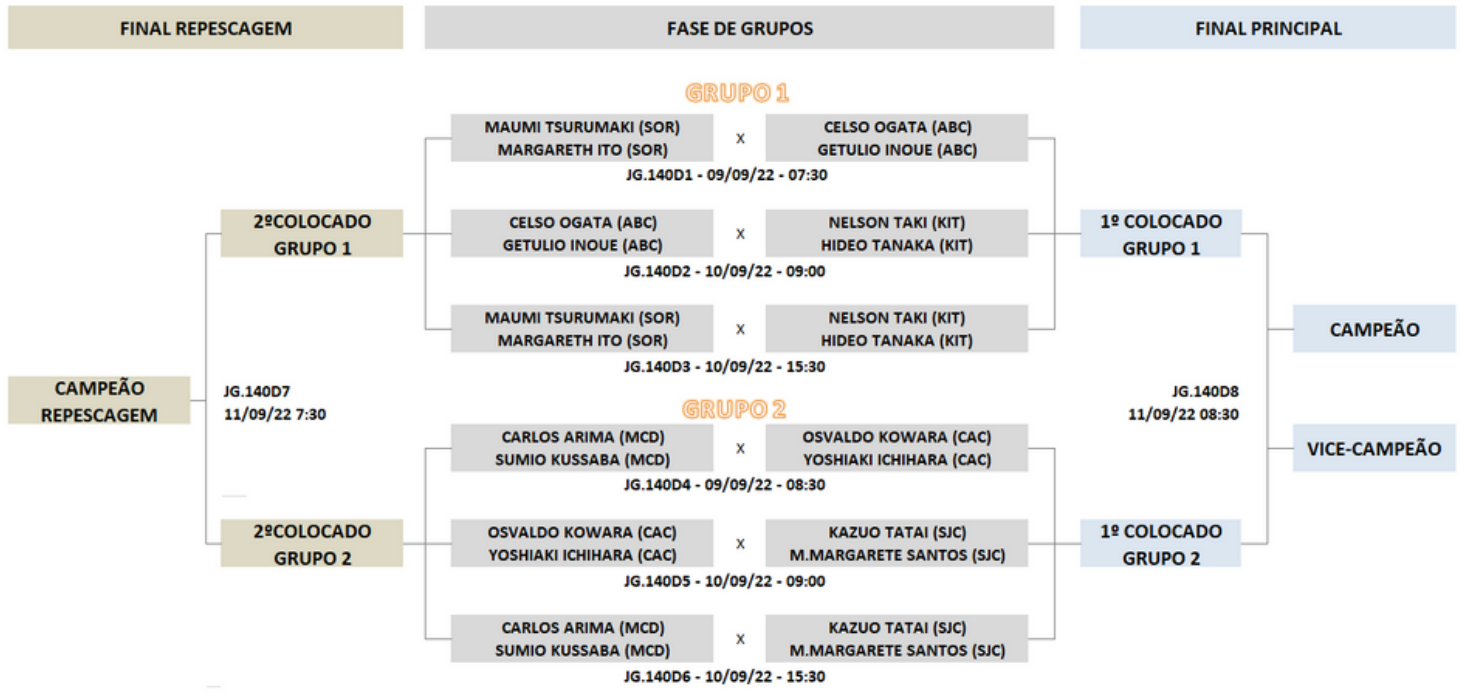 FINAL REPESCAGEM
FASE DE GRUPOS
FINAL PRINCIPAL
GRUPO 1
MAUMI TSURUMAKI (SOR)
MARGARETH ITO (SOR)
X
CELSO OGATA (ABC)
GETULIO INOUE (ABC)
JG.140D1 - 09/09/22 - 07:30
2ºCOLOCADO
GRUPO 1
CELSO OGATA (ABC)
GETULIO INOUE (ABC)
X
NELSON TAKI (KIT)
HIDEO TANAKA (KIT)
1º COLOCADO
GRUPO 1
JG.140D2 - 10/09/22 - 09:00
MAUMI TSURUMAKI (SOR)
MARGARETH ITO (SOR)
X
NELSON TAKI (KIT)
HIDEO TANAKA (KIT)
CAMPEÃO
JG.140D3 - 10/09/22 - 15:30
CAMPEÃO
REPESCAGEM
JG.140D7
11/09/22 7:30
JG.140D8
11/09/22 08:30
GRUPO 2
CARLOS ARIMA (MCD)
SUMIO KUSSABA (MCD)
X
OSVALDO KOWARA (CAC)
YOSHIAKI ICHIHARA (CAC)
VICE-CAMPEÃO
JG.140D4 - 09/09/22 - 08:30
2ºCOLOCADO
GRUPO 2
OSVALDO KOWARA (CAC)
YOSHIAKI ICHIHARA (CAC)
X
KAZUO TATAI (SJC)
M.MARGARETE SANTOS (SJC)
1º COLOCADO
GRUPO 2
JG.140D5 - 10/09/22 - 09:00
CARLOS ARIMA (MCD)
SUMIO KUSSABA (MCD)
X
KAZUO TATAI (SJC)
M.MARGARETE SANTOS (SJC)
JG.140D6 - 10/09/22 - 15:30